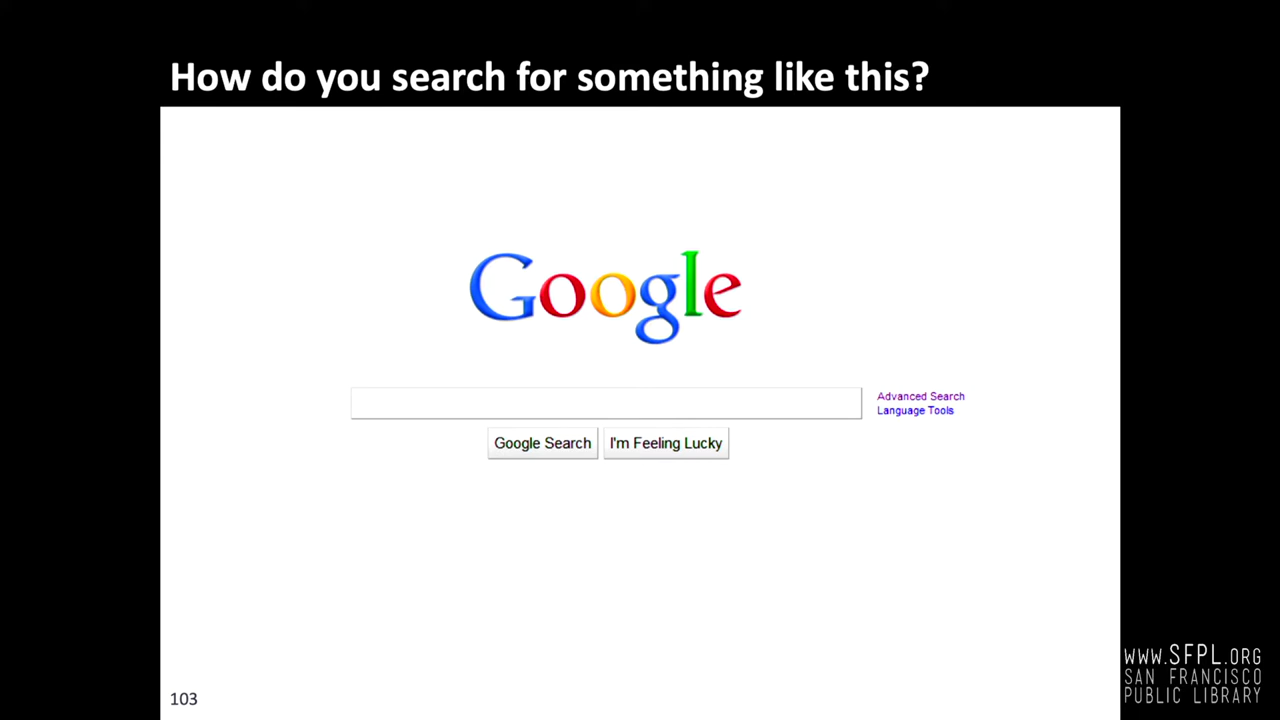 How do you search for something like this?
Google
Advanced Search
Language Tools
Google Search I'm Feeling Lucky
www.SFPL.ORG
SAN FRANCISCO
PUBLIC LIBRARY
103